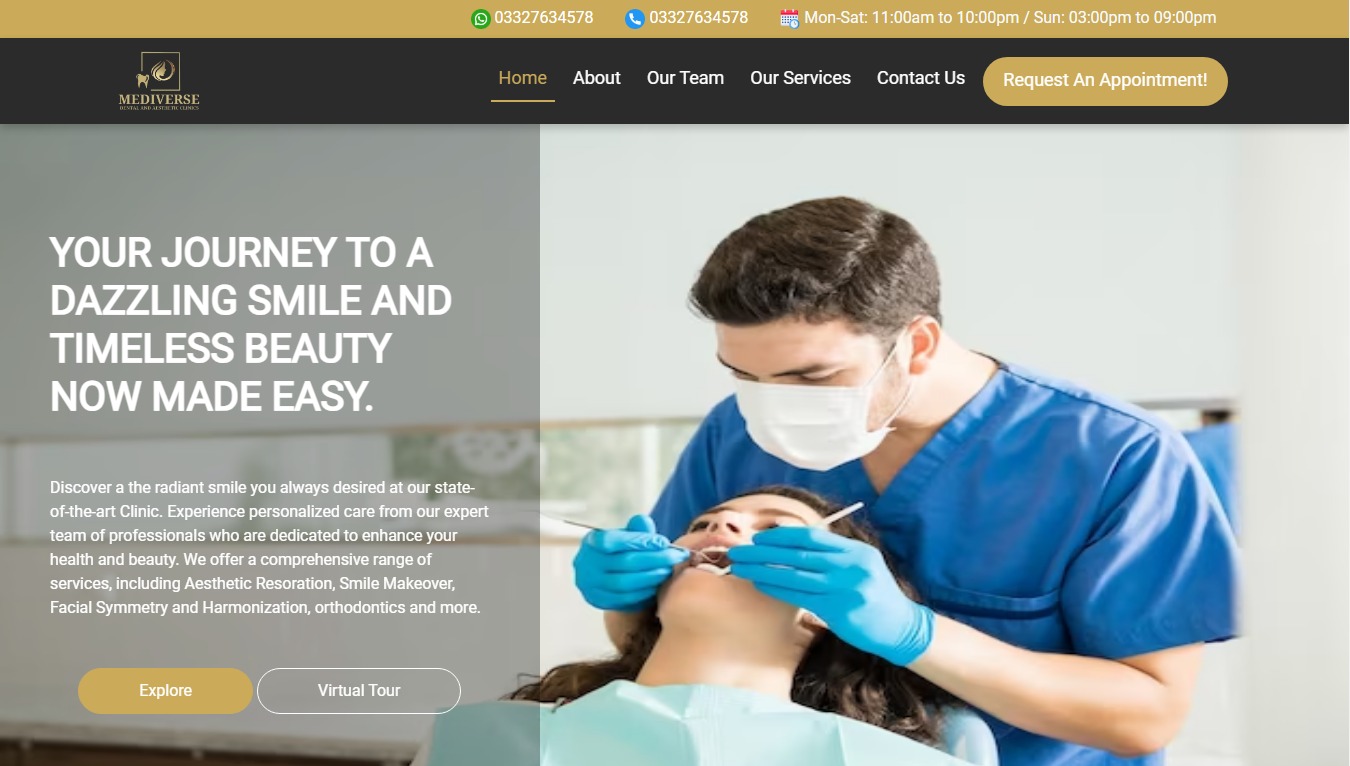 03327634578 03327634578 Mon-Sat: 11:00am to 10:00pm / Sun: 03:00pm to 09:00pm
MEDIVERSE
DENTAL AND AESTHETIC CLINICS
Home About Our Team Our Services Contact Us Request An Appointment!
YOUR JOURNEY TO A
DAZZLING SMILE AND
TIMELESS BEAUTY
NOW MADE EASY.
Discover a the radiant smile you always desired at our state-
of-the-art Clinic. Experience personalized care from our expert
team of professionals who are dedicated to enhance your
health and beauty. We offer a comprehensive range of
services, including Aesthetic Resoration, Smile Makeover,
Facial Symmetry and Harmonization, orthodontics and more.
Explore Virtual Tour